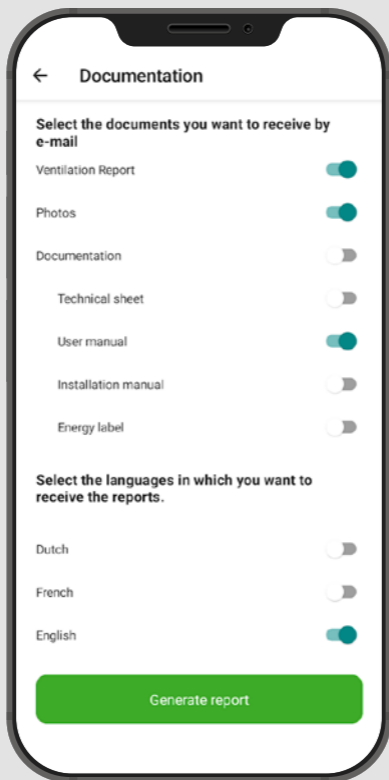 Documentation
Select the documents you want to receive by
e-mail
Ventilation Report
Photos
Documentation
Technical sheet
User manual
Installation manual
Energy label
Select the languages in which you want to
receive the reports.
Dutch
French
English
Generate report